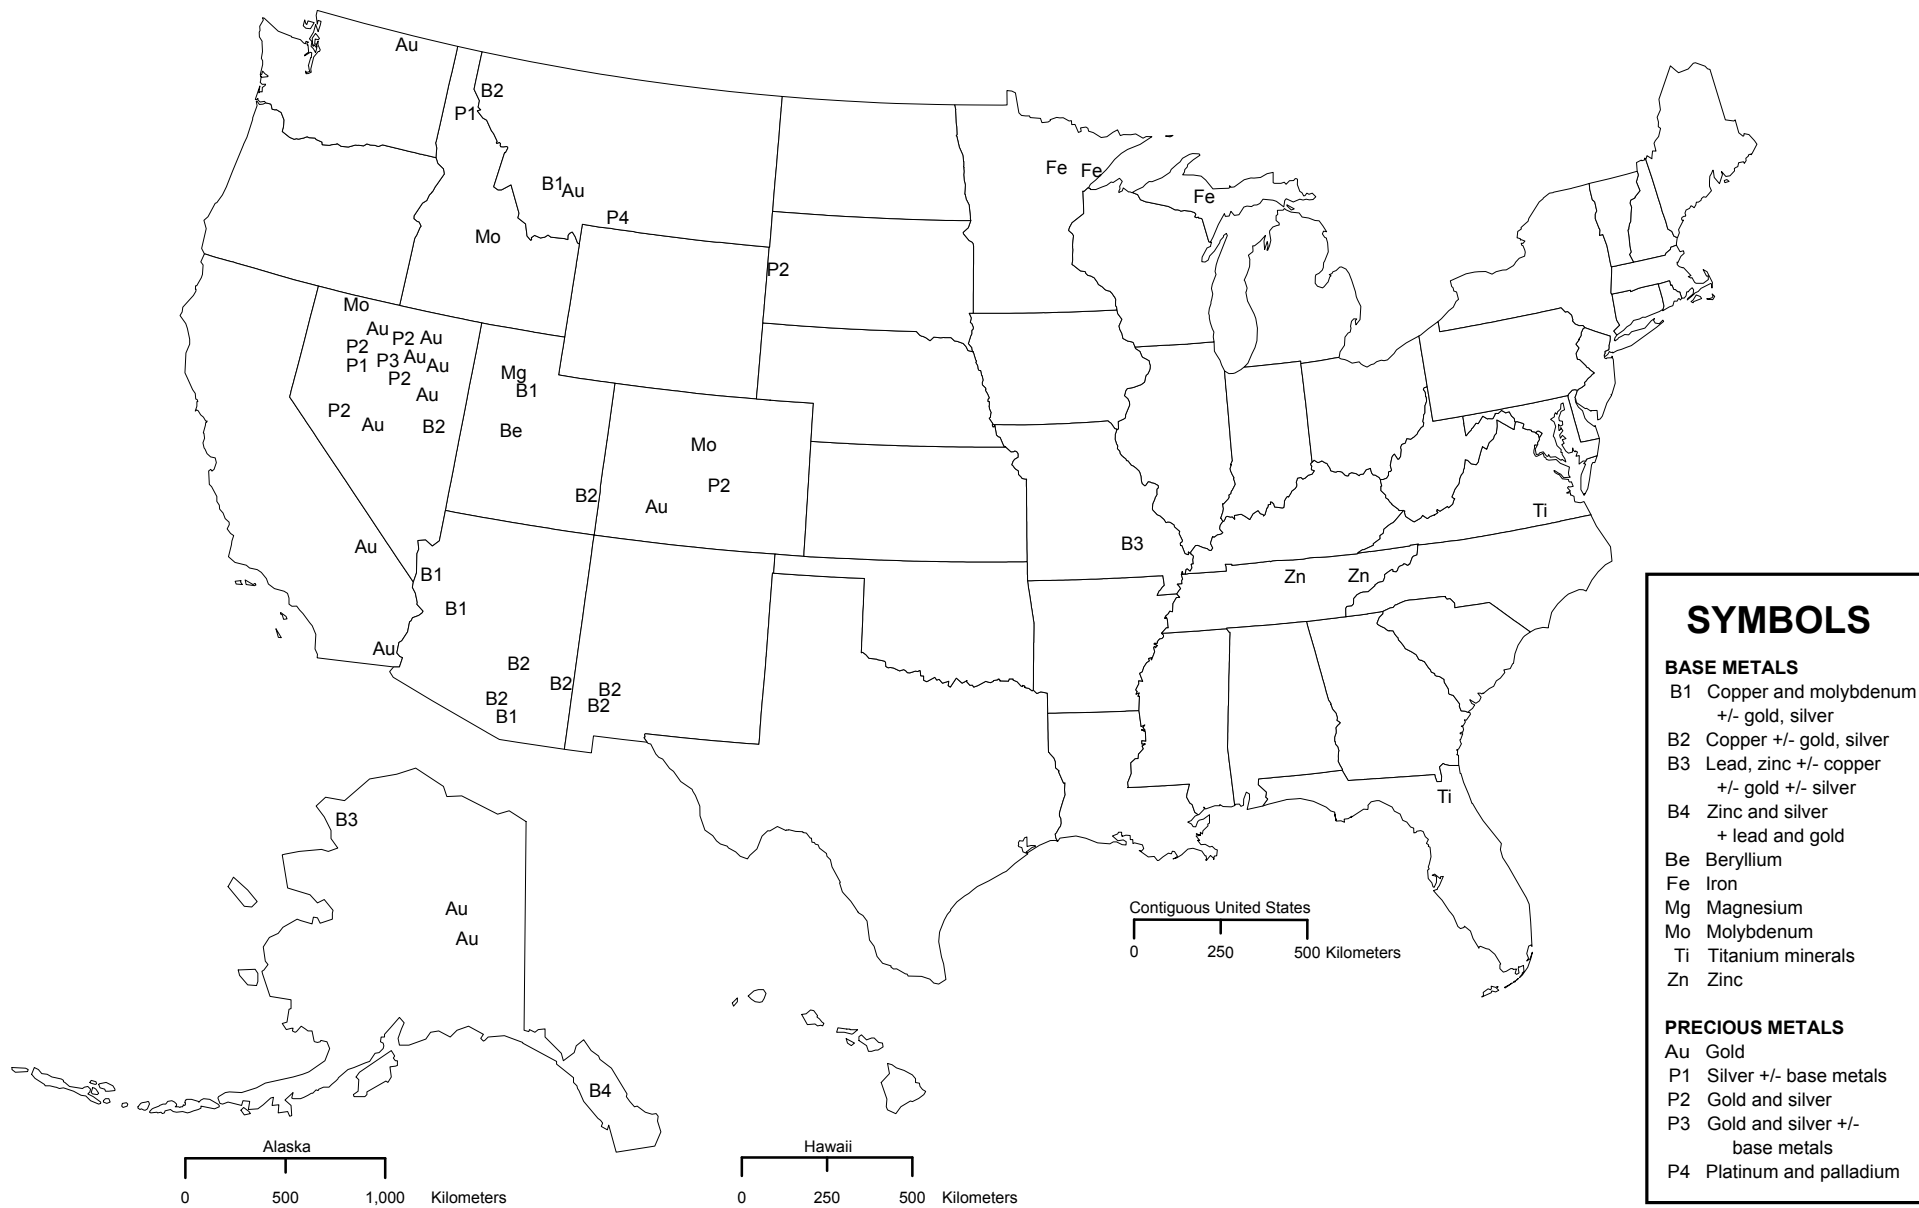 Au
B2
P1
Fe
Fe
B1
Au
Fe
P4
Mo
P2
Mo
Au
P2
Au
P2
P3
Au
Au
P1
P2
Mg
B1
Au
P2
Au
B2
Be
Mo
P2
B2
Au
Ti
Au
B3
B1
Zn
Zn
B1
Au
B2
B2
B2
B2
B2
B1
Ti
B3
Au
Au
B4
Contiguous United States
0 250 500 Kilometers
Alaska
0 500 1,000 Kilometers
Hawaii
0 250 500 Kilometers
SYMBOLS
BASE METALS
B1 Copper and molybdenum
+/- gold, silver
B2 Copper +/- gold, silver
B3 Lead, zinc +/- copper
+/- gold +/- silver
B4 Zinc and silver
+ lead and gold
Be Beryllium
Fe Iron
Mg Magnesium
Mo Molybdenum
Ti Titanium minerals
Zn Zinc
PRECIOUS METALS
Au Gold
P1 Silver +/- base metals
P2 Gold and silver
P3 Gold and silver +/-
base metals
P4 Platinum and palladium